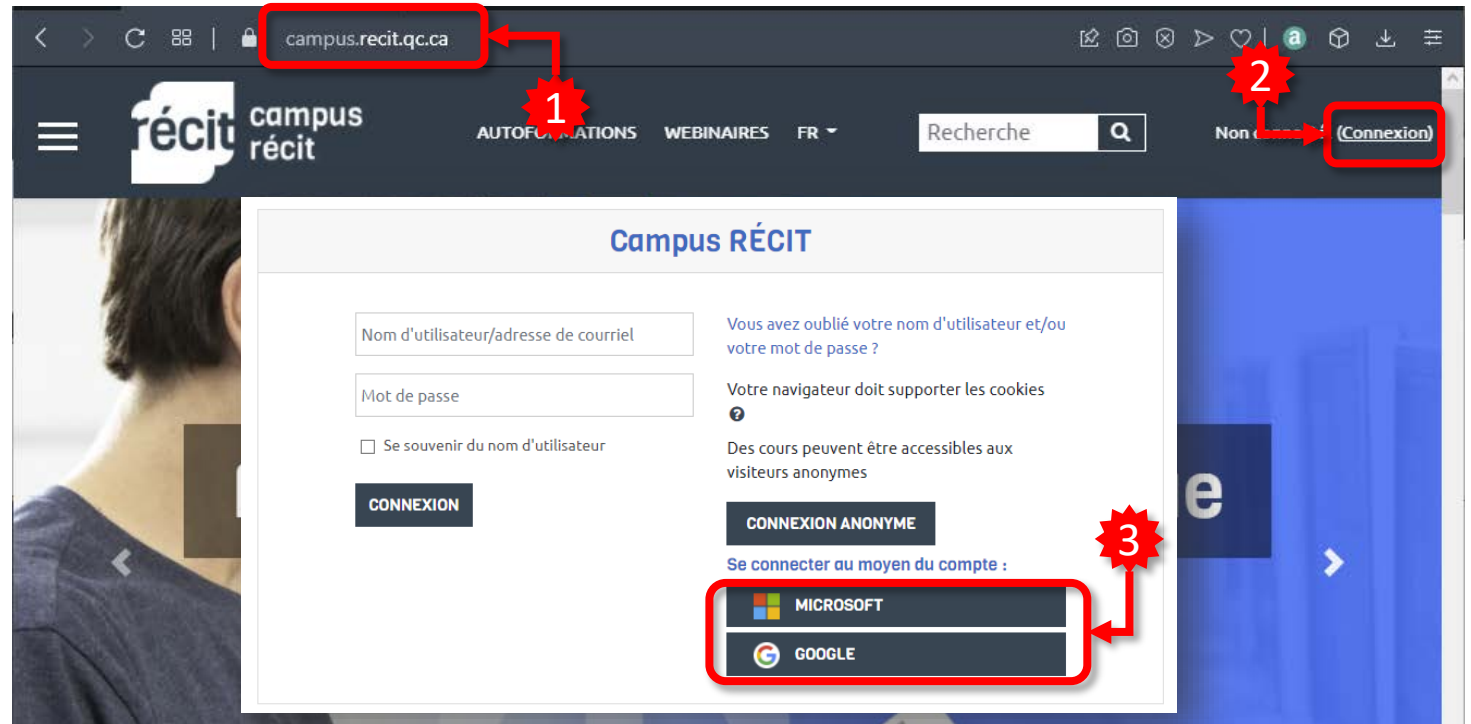 campus.recit.qc.ca
a
1
2
récit
campus
récit
WEBINAIRES
FR
Recherche
Non
(Connexion)
Campus RÉCIT
Nom d'utilisateur/adresse de courriel
Mot de passe
Se souvenir du nom d'utilisateur
CONNEXION
Vous avez oublié votre nom d'utilisateur et/ou
votre mot de passe ?
Votre navigateur doit supporter les cookies
?
Des cours peuvent être accessibles aux
visiteurs anonymes
CONNEXION ANONYME
3
Se connecter au moyen du compte :
MICROSOFT
GOOGLE
e